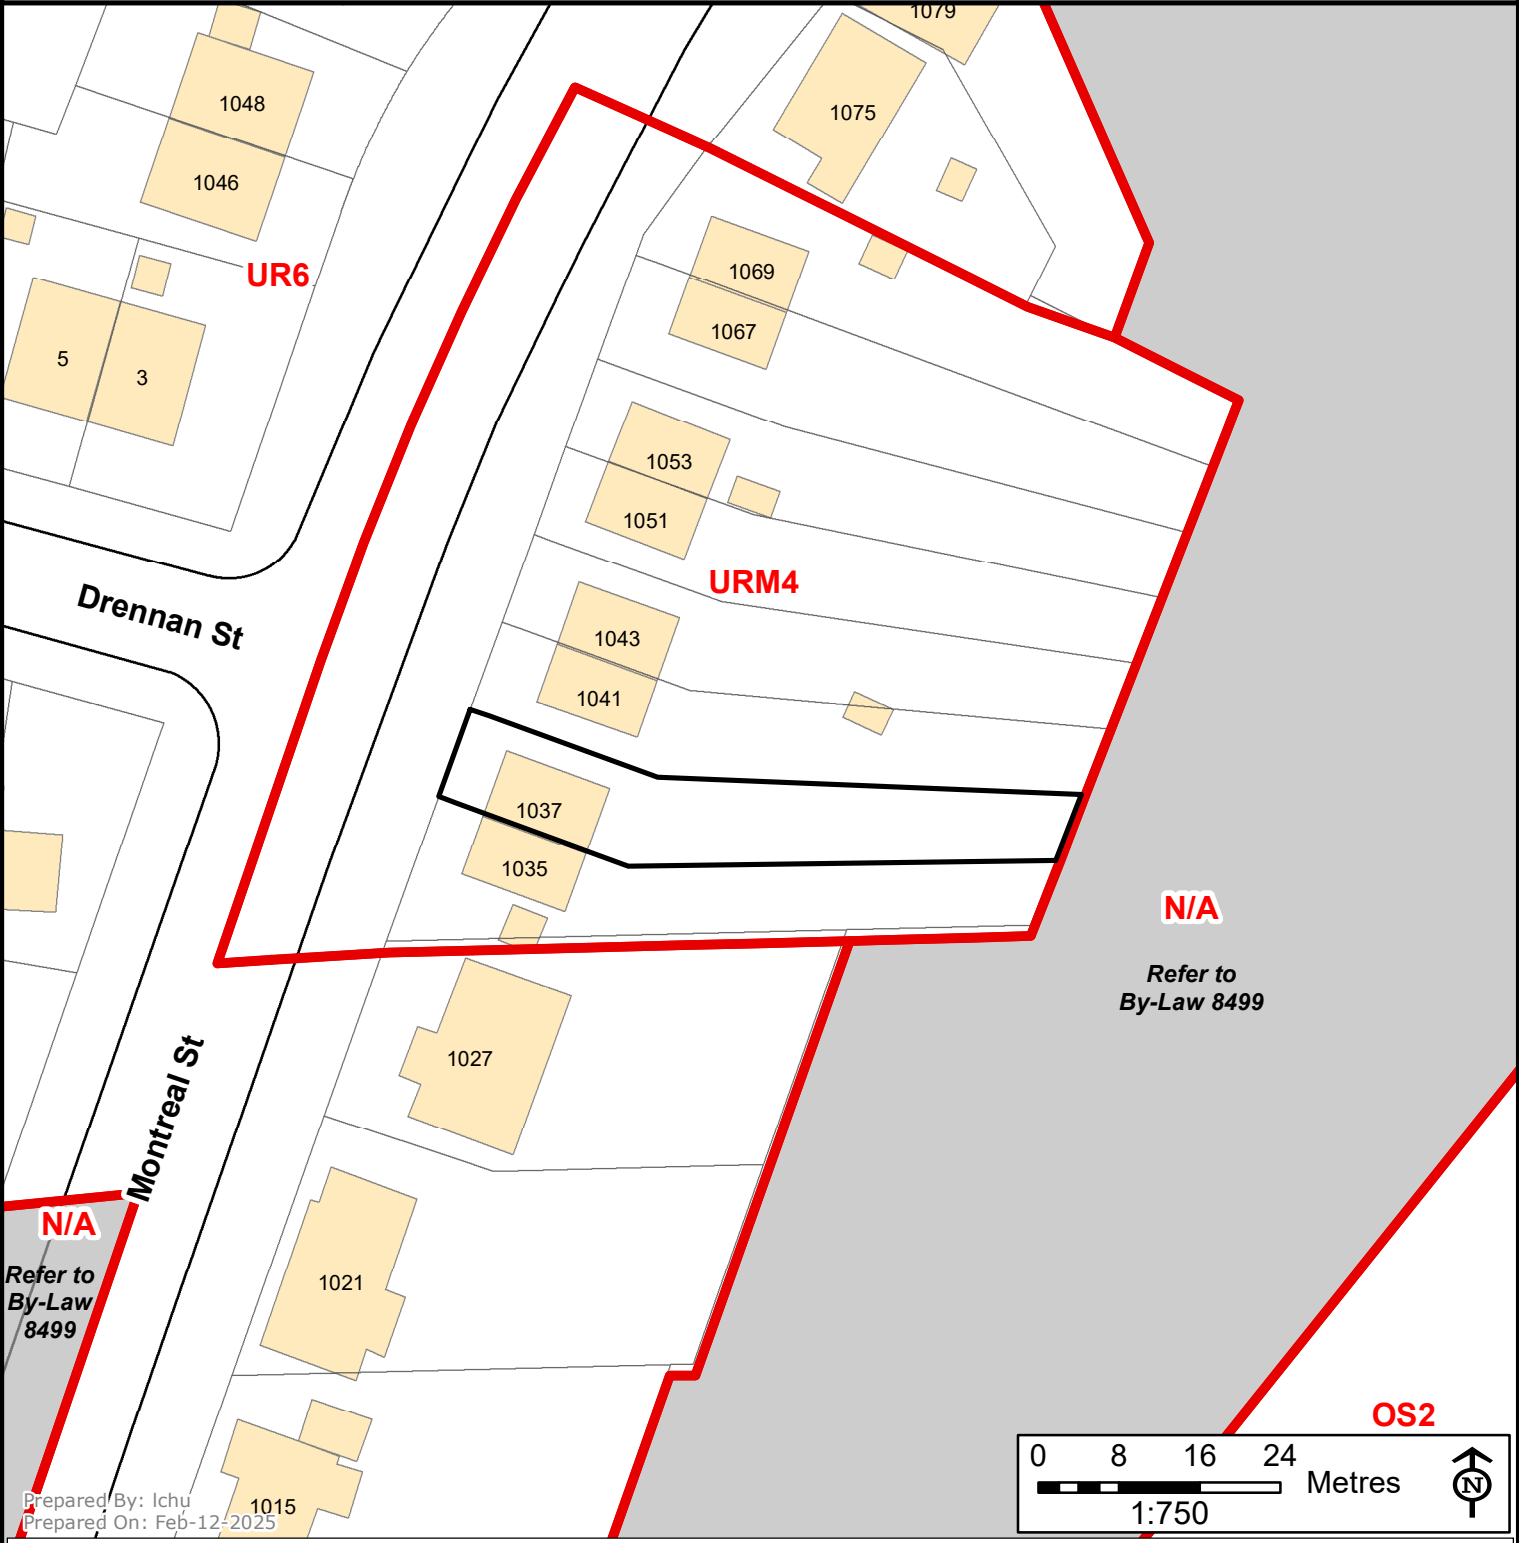 1079
1048
1075
1046
UR6
1069
1067
5
3
1053
1051
URM4
Drennan St
1043
1041
1037
1035
N/A
Refer to
By-Law 8499
1027
Montreal St
N/A
Refer to
By-Law
8499
1021
OS2
0 8 16 24
Metres
1:750
N
1015
Prepared By: lchu
Prepared On: Feb-12-2025